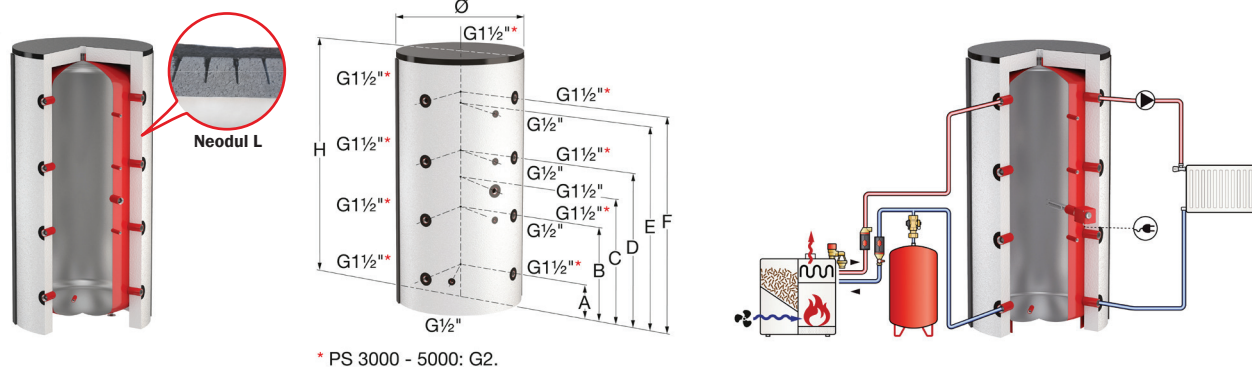 Neodul L
Ø
G1½"*
G1½"*
G1½"*
G½"
H
G1½"*
G1½"*
G½"
G1½"
G1½"*
G1½"*
G½"
F
E
D
C
B
A
G1½"*
G1½"*
G½"
* PS 3000 - 5000: G2.